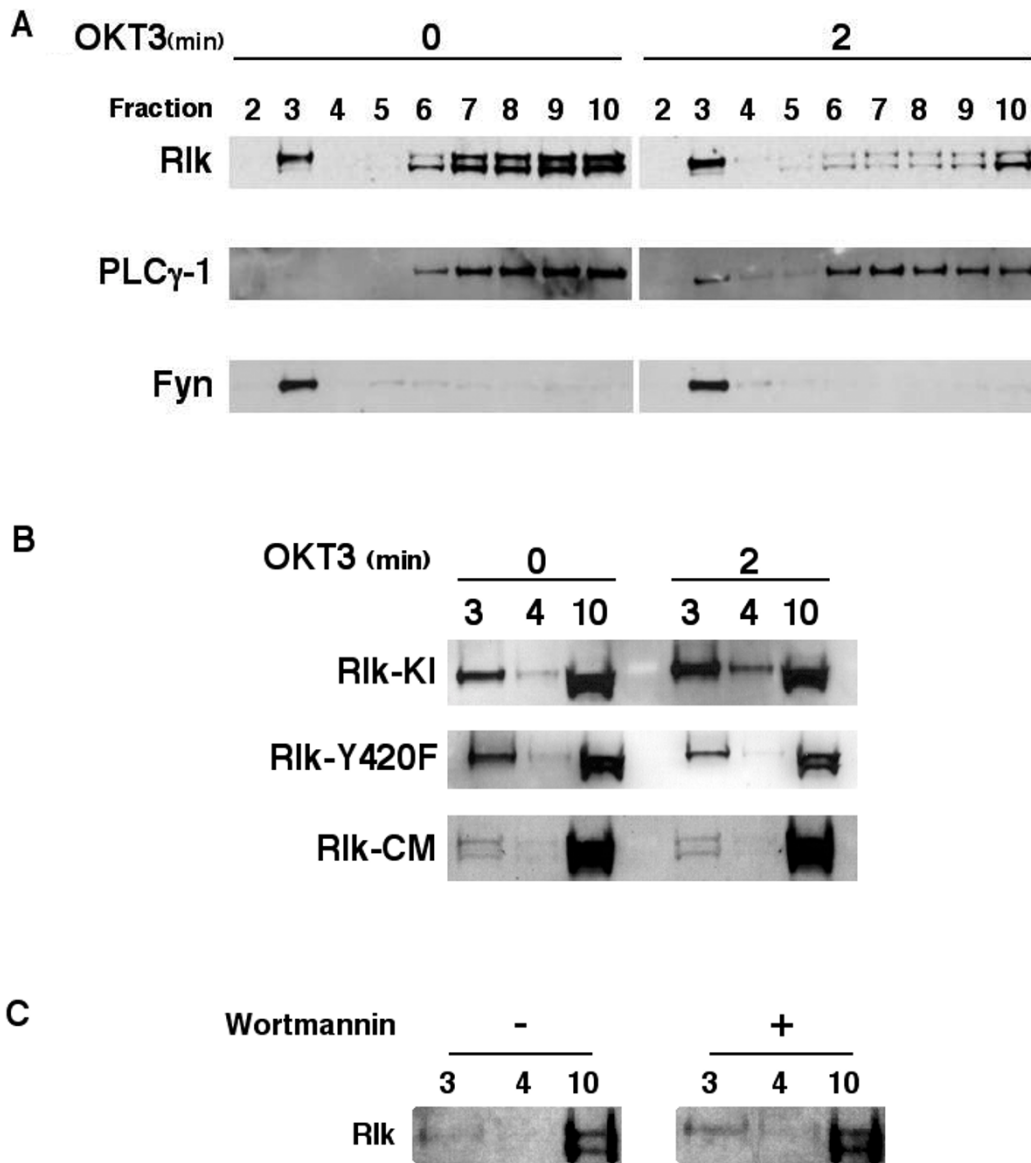 A
OKT3(min) 0 2
Fraction 2 3 4 5 6 7 8 9 10 2 3 4 5 6 7 8 9 10
Rlk
PLCγ-1
Fyn
B
OKT3 (min) 0 2
3 4 10 3 4 10
Rlk-KI
Rlk-Y420F
Rlk-CM
C
Wortmannin - +
3 4 10 3 4 10
Rlk